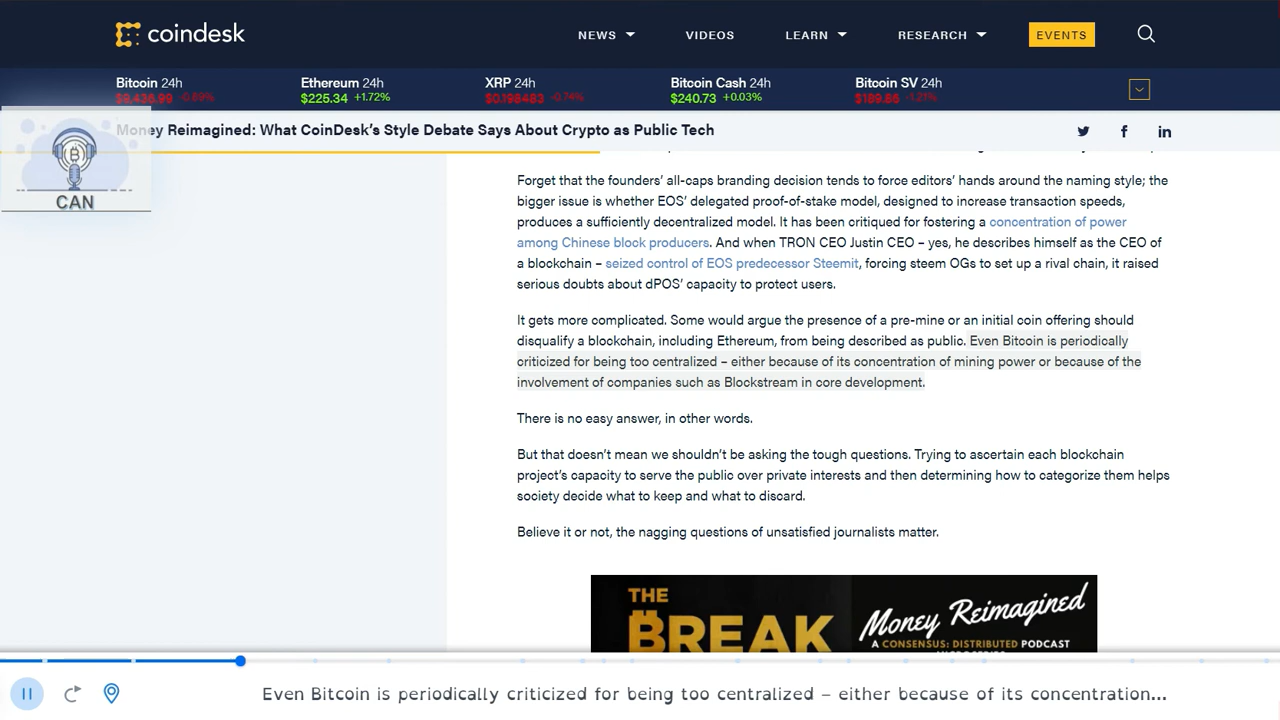 coindesk
NEWS VIDEOS LEARN RESEARCH EVENTS
Bitcoin 24h Ethereum 24h XRP 24h Bitcoin Cash 24h Bitcoin SV 24h
$9,436.99 -0.89% $225.34 +1.72% $0.198483 -0.74% $240.73 +0.03% $189.86 -1.21%
Money Reimagined: What CoinDesk's Style Debate Says About Crypto as Public Tech
CAN
Forget that the founders' all-caps branding decision tends to force editors' hands around the naming style; the
bigger issue is whether EOS' delegated proof-of-stake model, designed to increase transaction speeds,
produces a sufficiently decentralized model. It has been critiqued for fostering a concentration of power
among Chinese block producers. And when TRON CEO Justin CEO – yes, he describes himself as the CEO of
a blockchain – seized control of EOS predecessor Steemit, forcing steem OGs to set up a rival chain, it raised
serious doubts about dPOS' capacity to protect users.
It gets more complicated. Some would argue the presence of a pre-mine or an initial coin offering should
disqualify a blockchain, including Ethereum, from being described as public. Even Bitcoin is periodically
criticized for being too centralized – either because of its concentration of mining power or because of the
involvement of companies such as Blockstream in core development.
There is no easy answer, in other words.
But that doesn't mean we shouldn't be asking the tough questions. Trying to ascertain each blockchain
project's capacity to serve the public over private interests and then determining how to categorize them helps
society decide what to keep and what to discard.
Believe it or not, the nagging questions of unsatisfied journalists matter.
THE
BREAK
Money Reimagined
A CONSENSUS: DISTRIBUTED PODCAST
Even Bitcoin is periodically criticized for being too centralized – either because of its concentration...